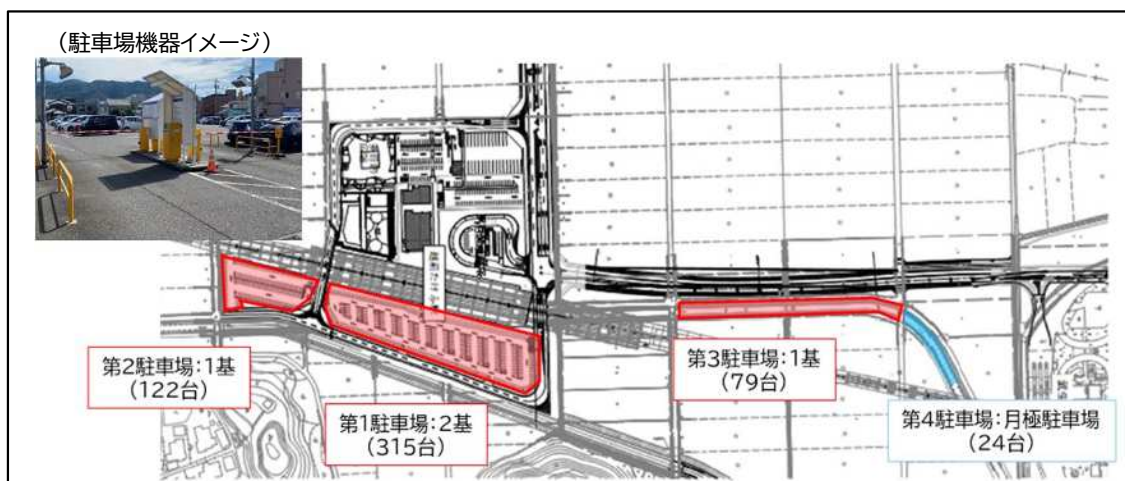 （駐車場機器イメージ）
第2駐車場：1基
（122台）
第1駐車場：2基
（315台）
第3駐車場：1基
（79台）
第4駐車場：月極駐車場
（24台）